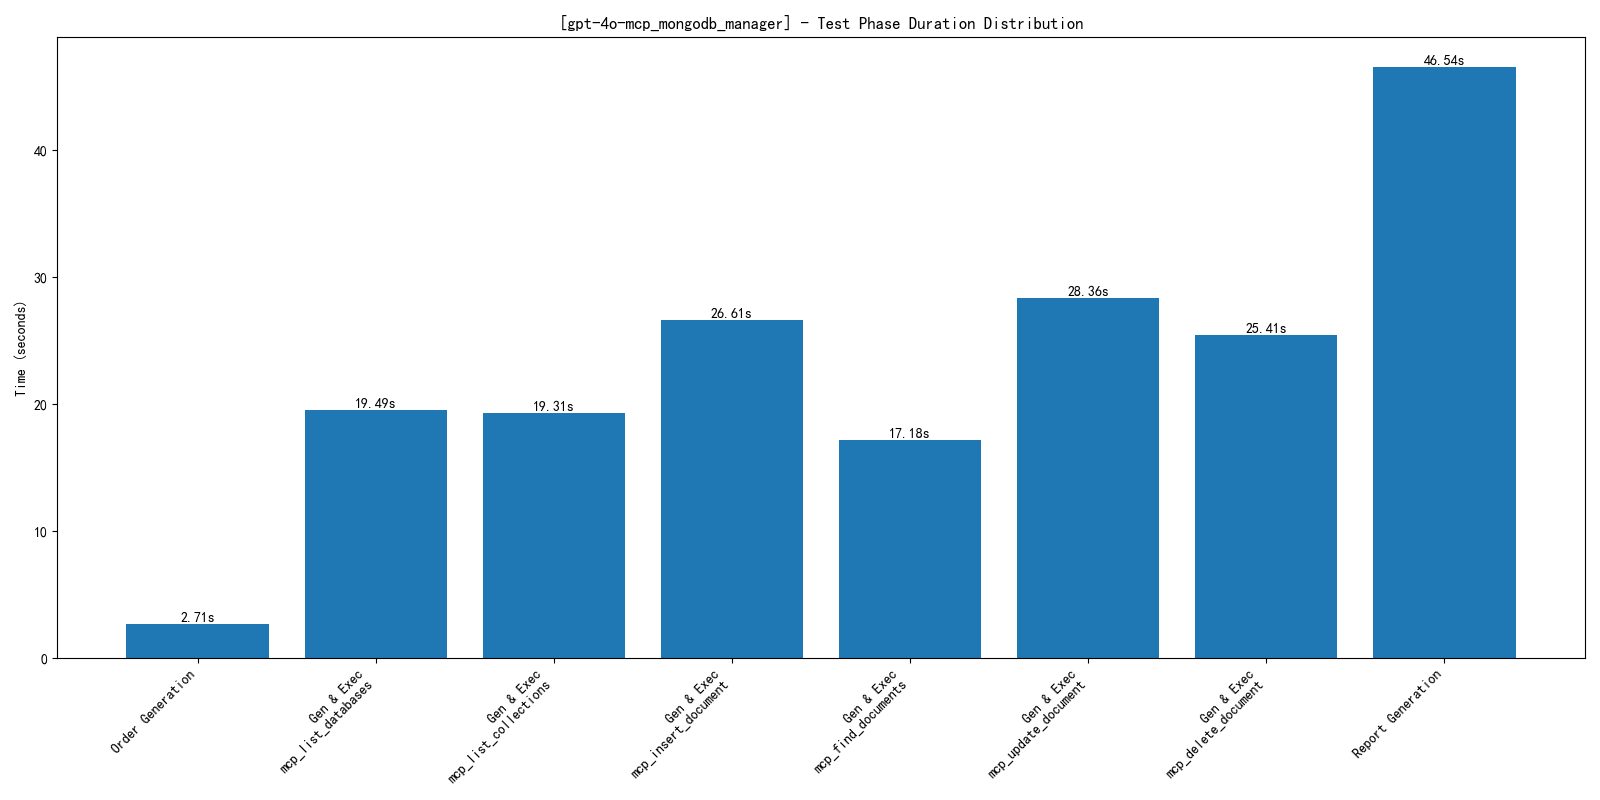 [gpt-4o-mcp_mongodb_manager] - Test Phase Duration Distribution
Time (seconds)
40
30
20
10
0
2.71s
19.49s
19.31s
26.61s
17.18s
28.36s
25.41s
46.54s
Order Generation
Gen & Exec
mcp_list_databases
Gen & Exec
mcp_list_collections
Gen & Exec
mcp_insert_document
Gen & Exec
mcp_find_documents
Gen & Exec
mcp_update_document
Gen & Exec
mcp_delete_document
Report Generation